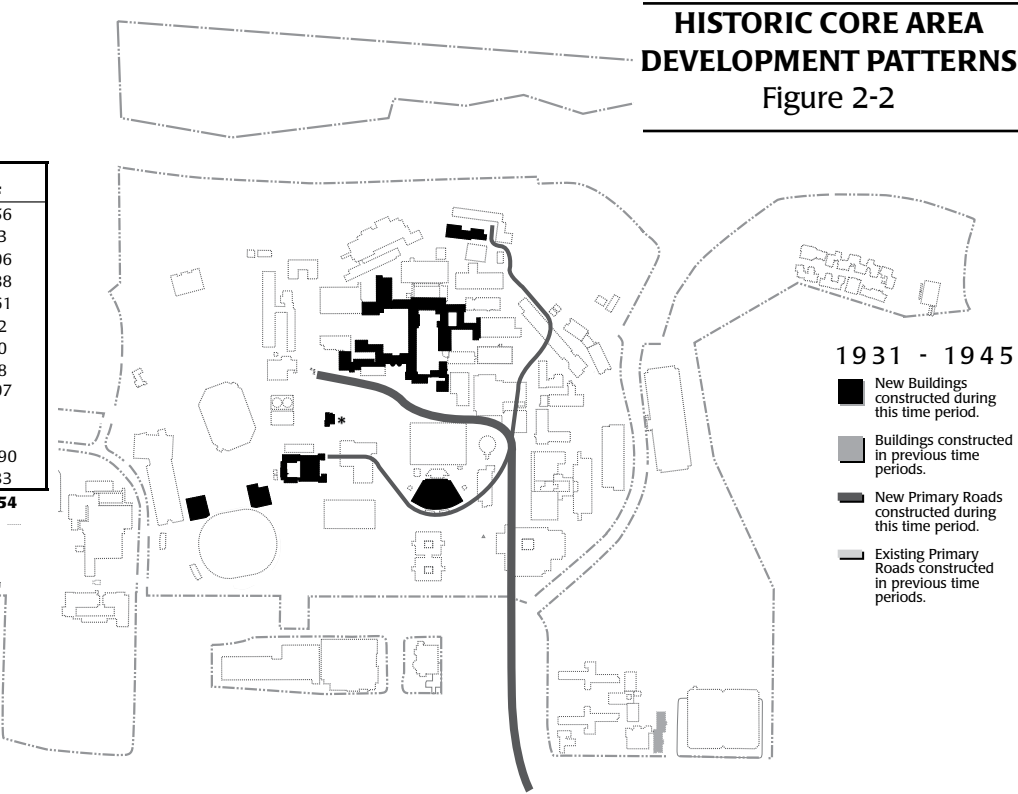 HISTORIC CORE AREA
DEVELOPMENT PATTERNS
Figure 2-2
90
54
*
1931 - 1945
New Buildings
constructed during
this time period.
Buildings constructed
in previous time
periods.
New Primary Roads
constructed during
this time period.
Existing Primary
Roads constructed
in previous time
periods.